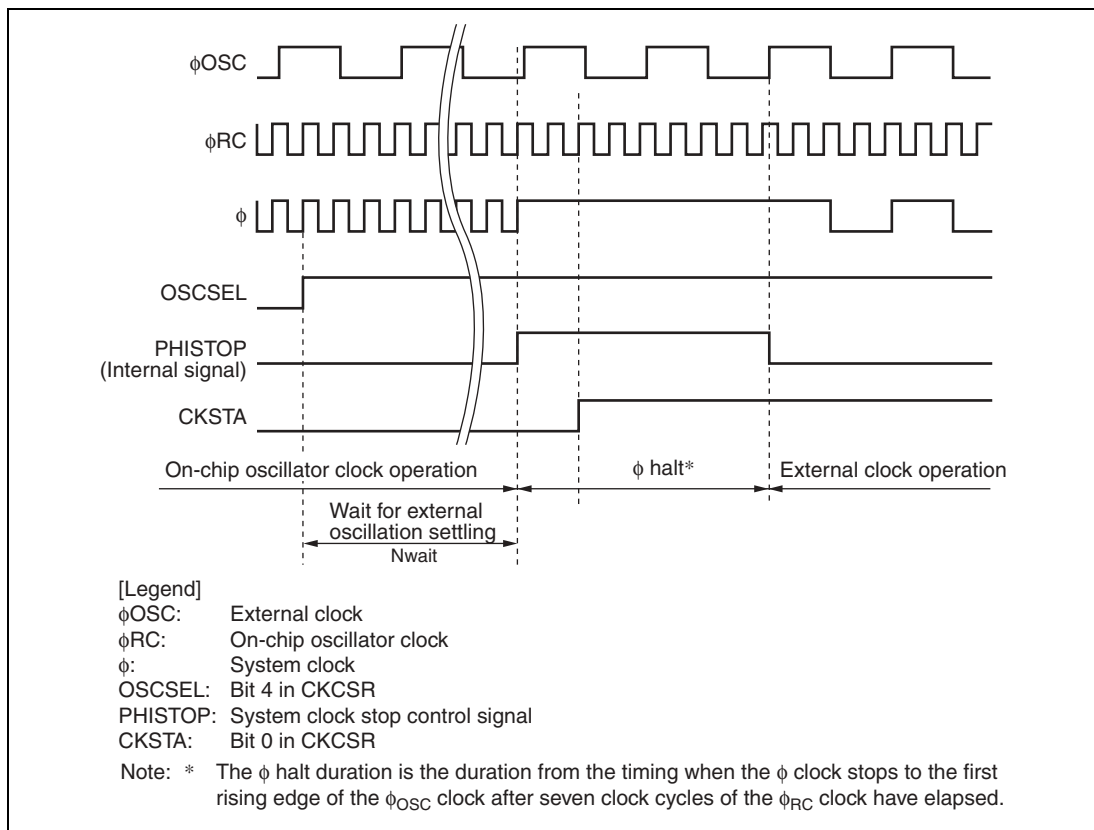 φOSC
φRC
φ
OSCSEL
PHISTOP
(Internal signal)
CKSTA
On-chip oscillator clock operation
φ halt*
External clock operation
Wait for external
oscillation settling
Nwait
[Legend]
φOSC: External clock
φRC: On-chip oscillator clock
φ: System clock
OSCSEL: Bit 4 in CKCSR
PHISTOP: System clock stop control signal
CKSTA: Bit 0 in CKCSR
Note: * The φ halt duration is the duration from the timing when the φ clock stops to the first
rising edge of the φOSC clock after seven clock cycles of the φRC clock have elapsed.